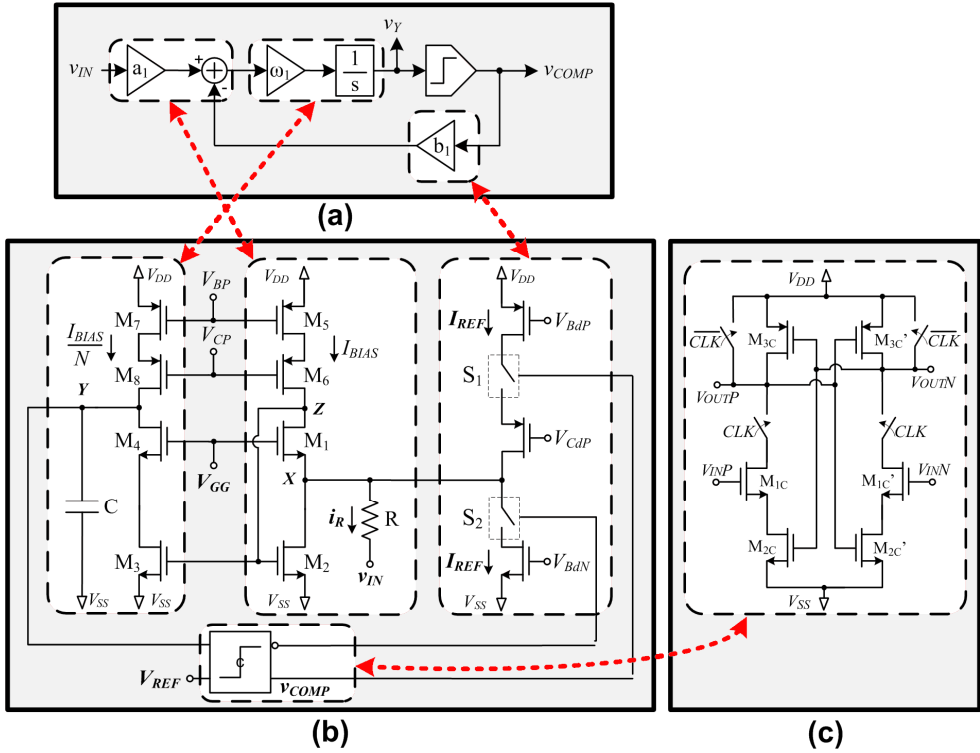 v_Y
v_IN a_1 + - ω_1 1/s v_COMP
b_1
(a)
V_DD V_BP V_DD V_DD
M_7 M_5 I_REF V_BdP
I_BIAS/N V_CP I_BIAS
M_8 M_6 S_1
Y Z
M_4 M_1 V_CdP
V_GG X
C i_R R S_2
M_3 M_2 v_IN I_REF V_BdN
V_SS V_SS V_SS V_SS
C
V_REF v_COMP
(b)
V_DD
CLK M_3C M_3C' CLK
V_OUTP V_OUTN
CLK CLK
V_INP V_INN
M_1C M_1C'
M_2C M_2C'
V_SS
(c)